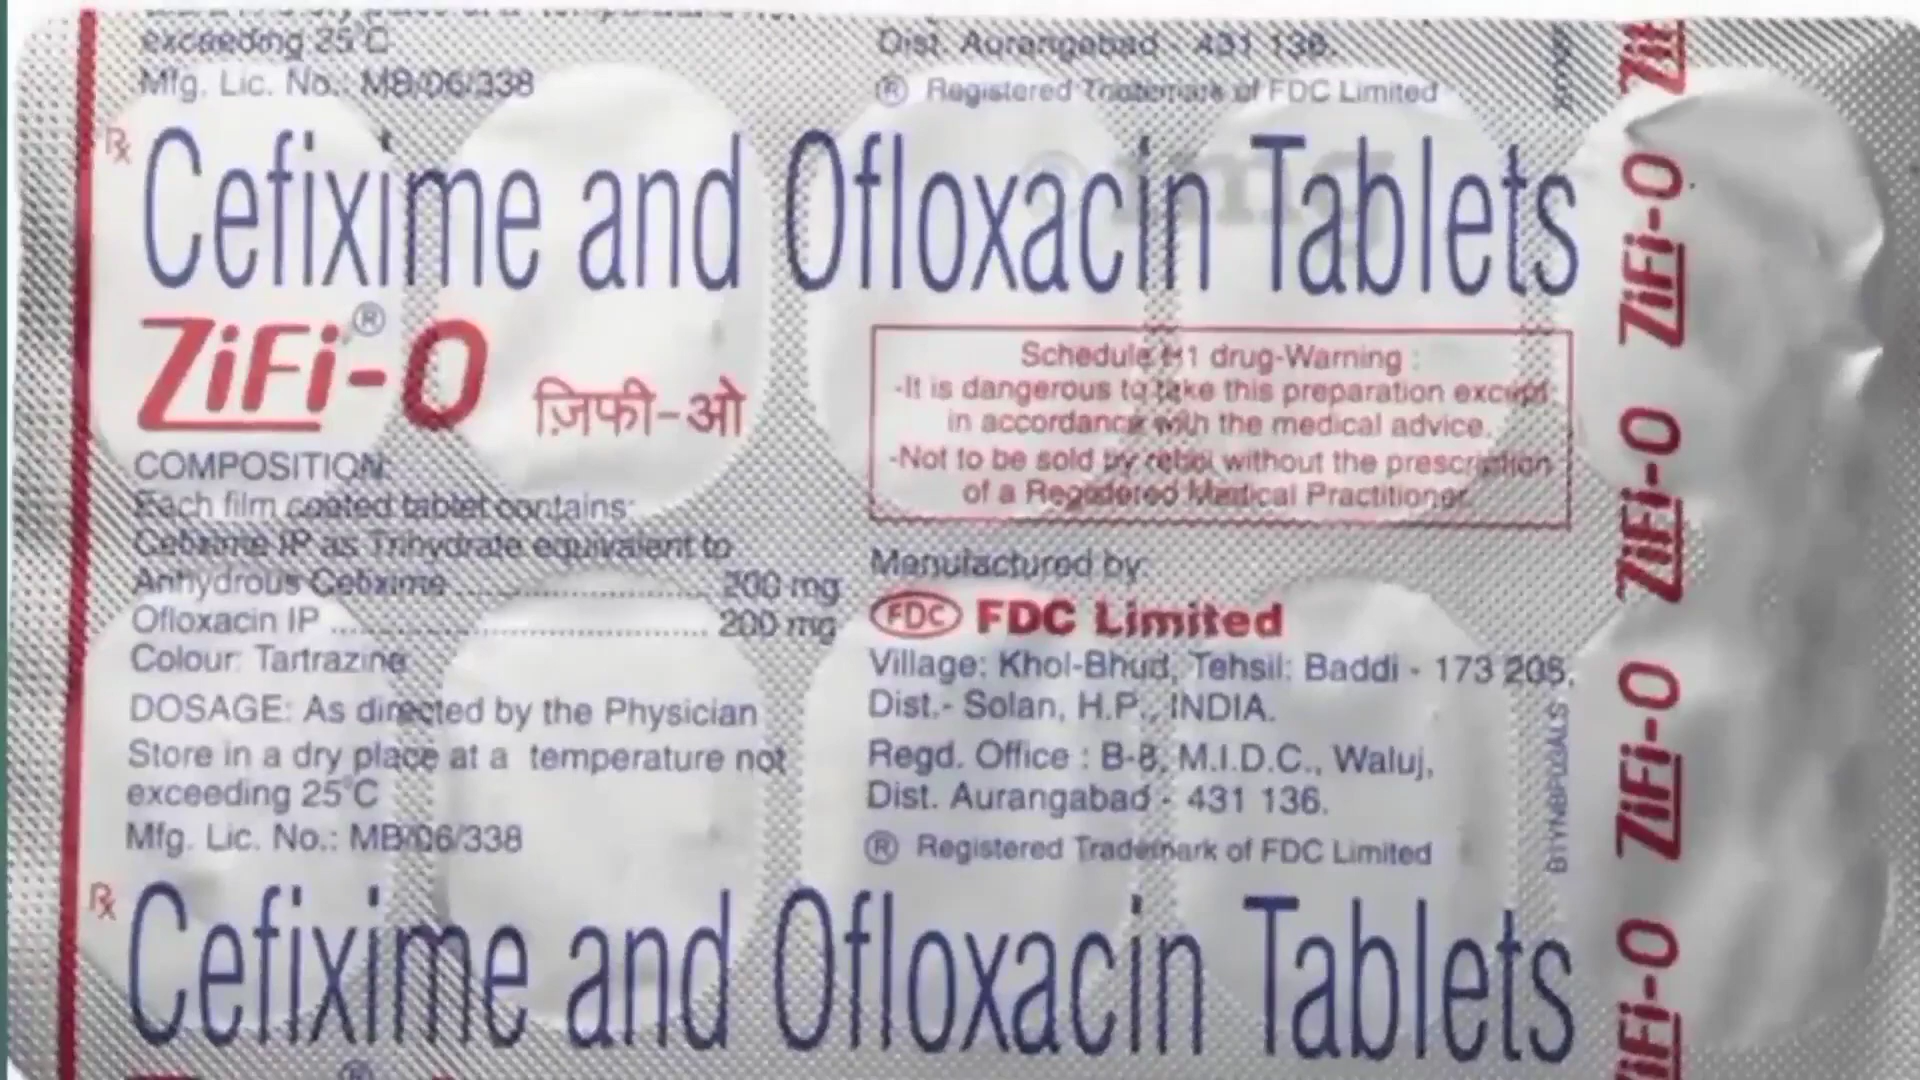 exceeding 25°C
Mfg. Lic. No.: MB/06/338
Dist. Aurangabad - 431 136.
® Registered Trademark of FDC Limited
Rx
Cefixime and Ofloxacin Tablets
ZiFi®-O
ज़िफी-ओ
COMPOSITION:
Each film coated tablet contains:
Cefixime IP as Trihydrate equivalent to
Anhydrous Cefixime ........................ 200 mg
Ofloxacin IP ................................... 200 mg
Colour: Tartrazine
DOSAGE: As directed by the Physician
Store in a dry place at a temperature not
exceeding 25°C
Mfg. Lic. No.: MB/06/338
Schedule H1 drug-Warning :
-It is dangerous to take this preparation except
in accordance with the medical advice.
-Not to be sold by retail without the prescription
of a Registered Medical Practitioner.
Manufactured by:
FDC FDC Limited
Village: Khol-Bhud, Tehsil: Baddi - 173 205,
Dist.- Solan, H.P., INDIA.
Regd. Office : B-8, M.I.D.C., Waluj,
Dist. Aurangabad - 431 136.
® Registered Trademark of FDC Limited
Rx
Cefixime and Ofloxacin Tablets
ZiFi-O
ZiFi-O
ZiFi-O
ZiFi-O